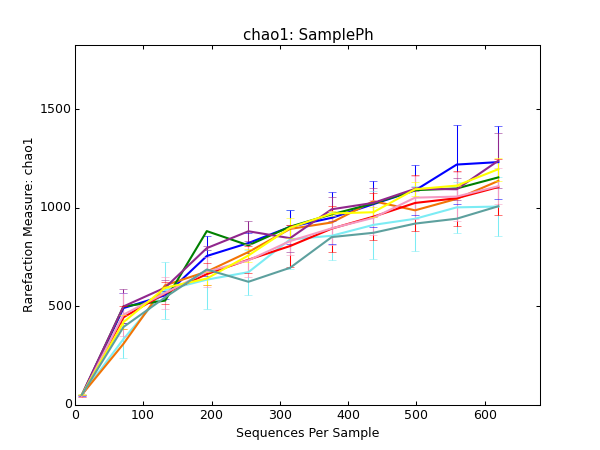 chao1: SamplePh
1500
1000
500
0
0 100 200 300 400 500 600
Rarefaction Measure: chao1
Sequences Per Sample